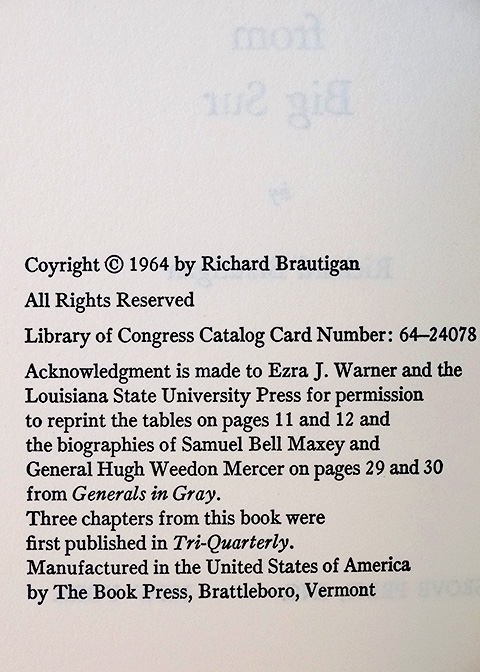 from
Big Sur
by
Coyright © 1964 by Richard Brautigan
All Rights Reserved
Library of Congress Catalog Card Number: 64–24078
Acknowledgment is made to Ezra J. Warner and the
Louisiana State University Press for permission
to reprint the tables on pages 11 and 12 and
the biographies of Samuel Bell Maxey and
General Hugh Weedon Mercer on pages 29 and 30
from Generals in Gray.
Three chapters from this book were
first published in Tri-Quarterly.
Manufactured in the United States of America
by The Book Press, Brattleboro, Vermont